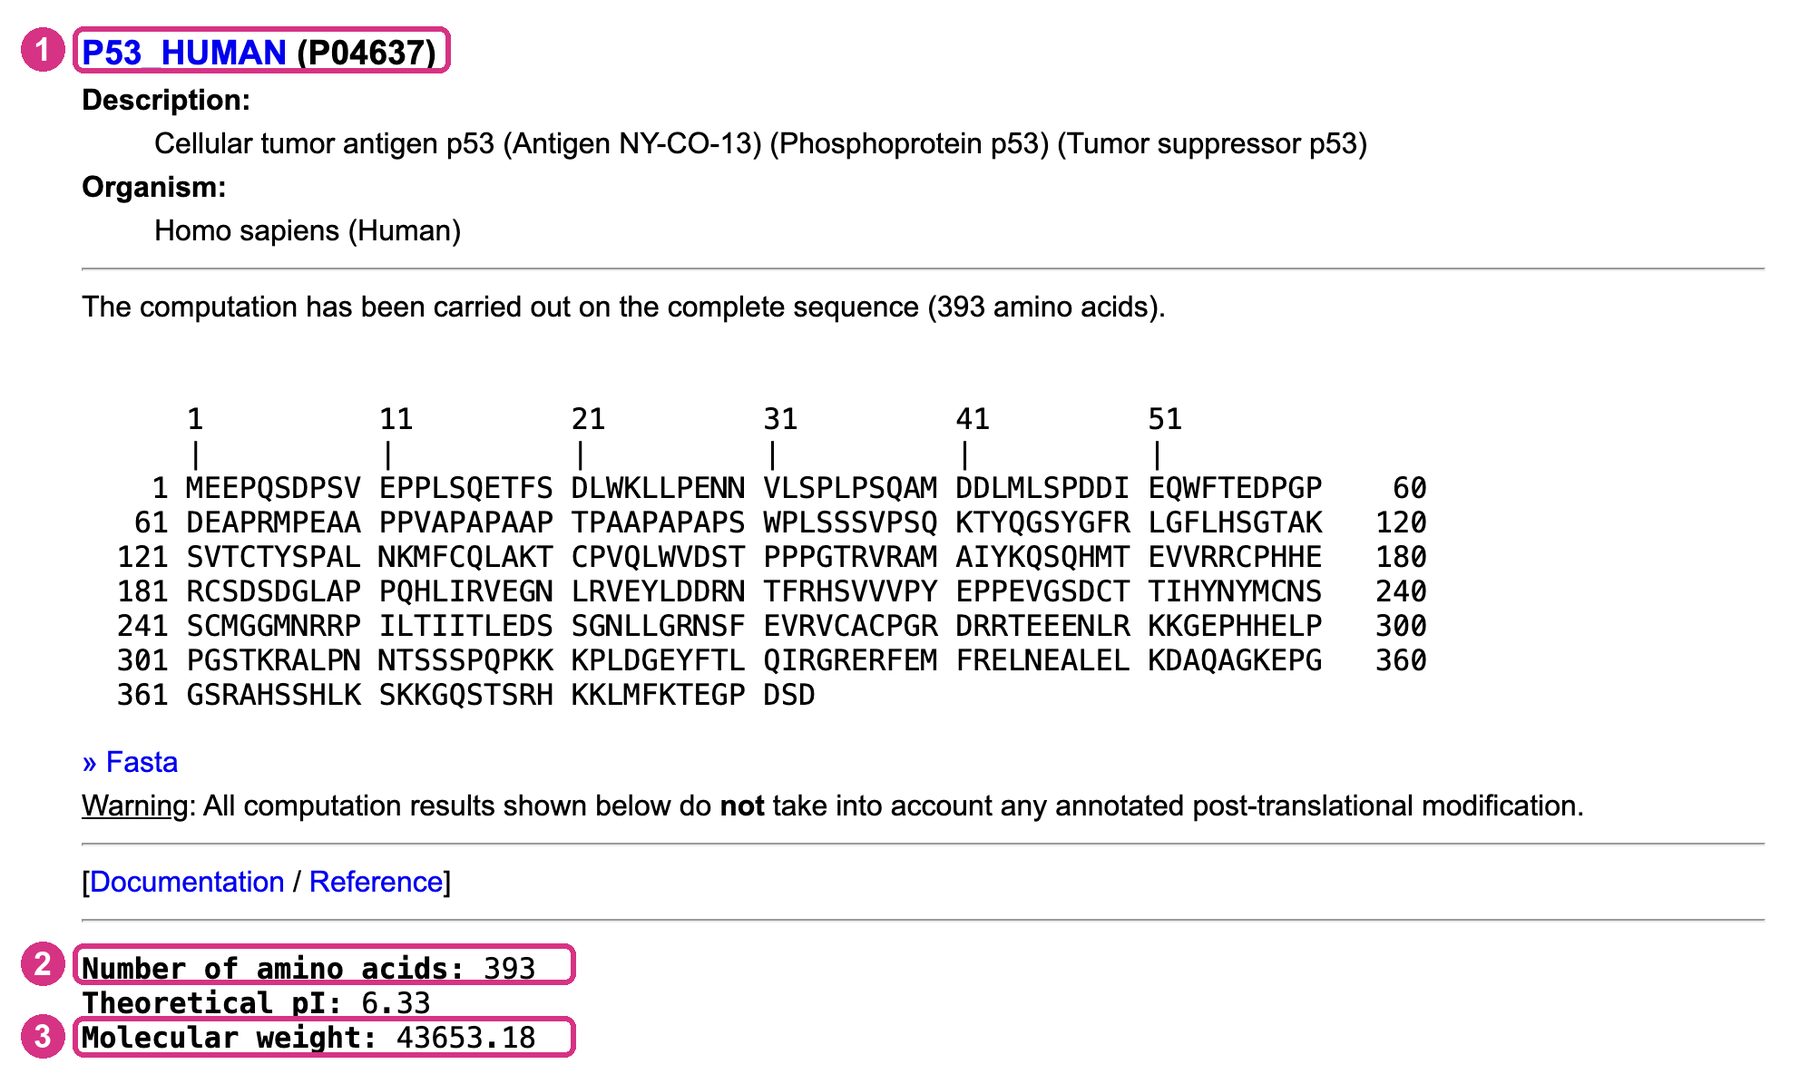 1 P53_HUMAN (P04637)
Description:
Cellular tumor antigen p53 (Antigen NY-CO-13) (Phosphoprotein p53) (Tumor suppressor p53)
Organism:
Homo sapiens (Human)
The computation has been carried out on the complete sequence (393 amino acids).
1 11 21 31 41 51
| | | | | |
1 MEEPQSDPSV EPPLSQETFS DLWKLLPENN VLSPLPSQAM DDLMLSPDDI EQWFTEDPGP 60
61 DEAPRMPEAA PPVAPAPAAP TPAAPAPAPS WPLSSSVPSQ KTYQGSYGFR LGFLHSGTAK 120
121 SVTCTYSPAL NKMFCQLAKT CPVQLWVDST PPPGTRVRAM AIYKQSQHMT EVVRRCPHHE 180
181 RCSDSDGLAP PQHLIRVEGN LRVEYLDDRN TFRHSVVVPY EPPEVGSDCT TIHYNYMCNS 240
241 SCMGGMNRRP ILTIITLEDS SGNLLGRNSF EVRVCACPGR DRRTEEENLR KKGEPHHELP 300
301 PGSTKRALPN NTSSSPQPKK KPLDGEYFTL QIRGRERFEM FRELNEALEL KDAQAGKEPG 360
361 GSRAHSSHLK SKKGQSTSRH KKLMFKTEGP DSD
» Fasta
Warning: All computation results shown below do not take into account any annotated post-translational modification.
[Documentation / Reference]
2 Number of amino acids: 393
Theoretical pI: 6.33
3 Molecular weight: 43653.18